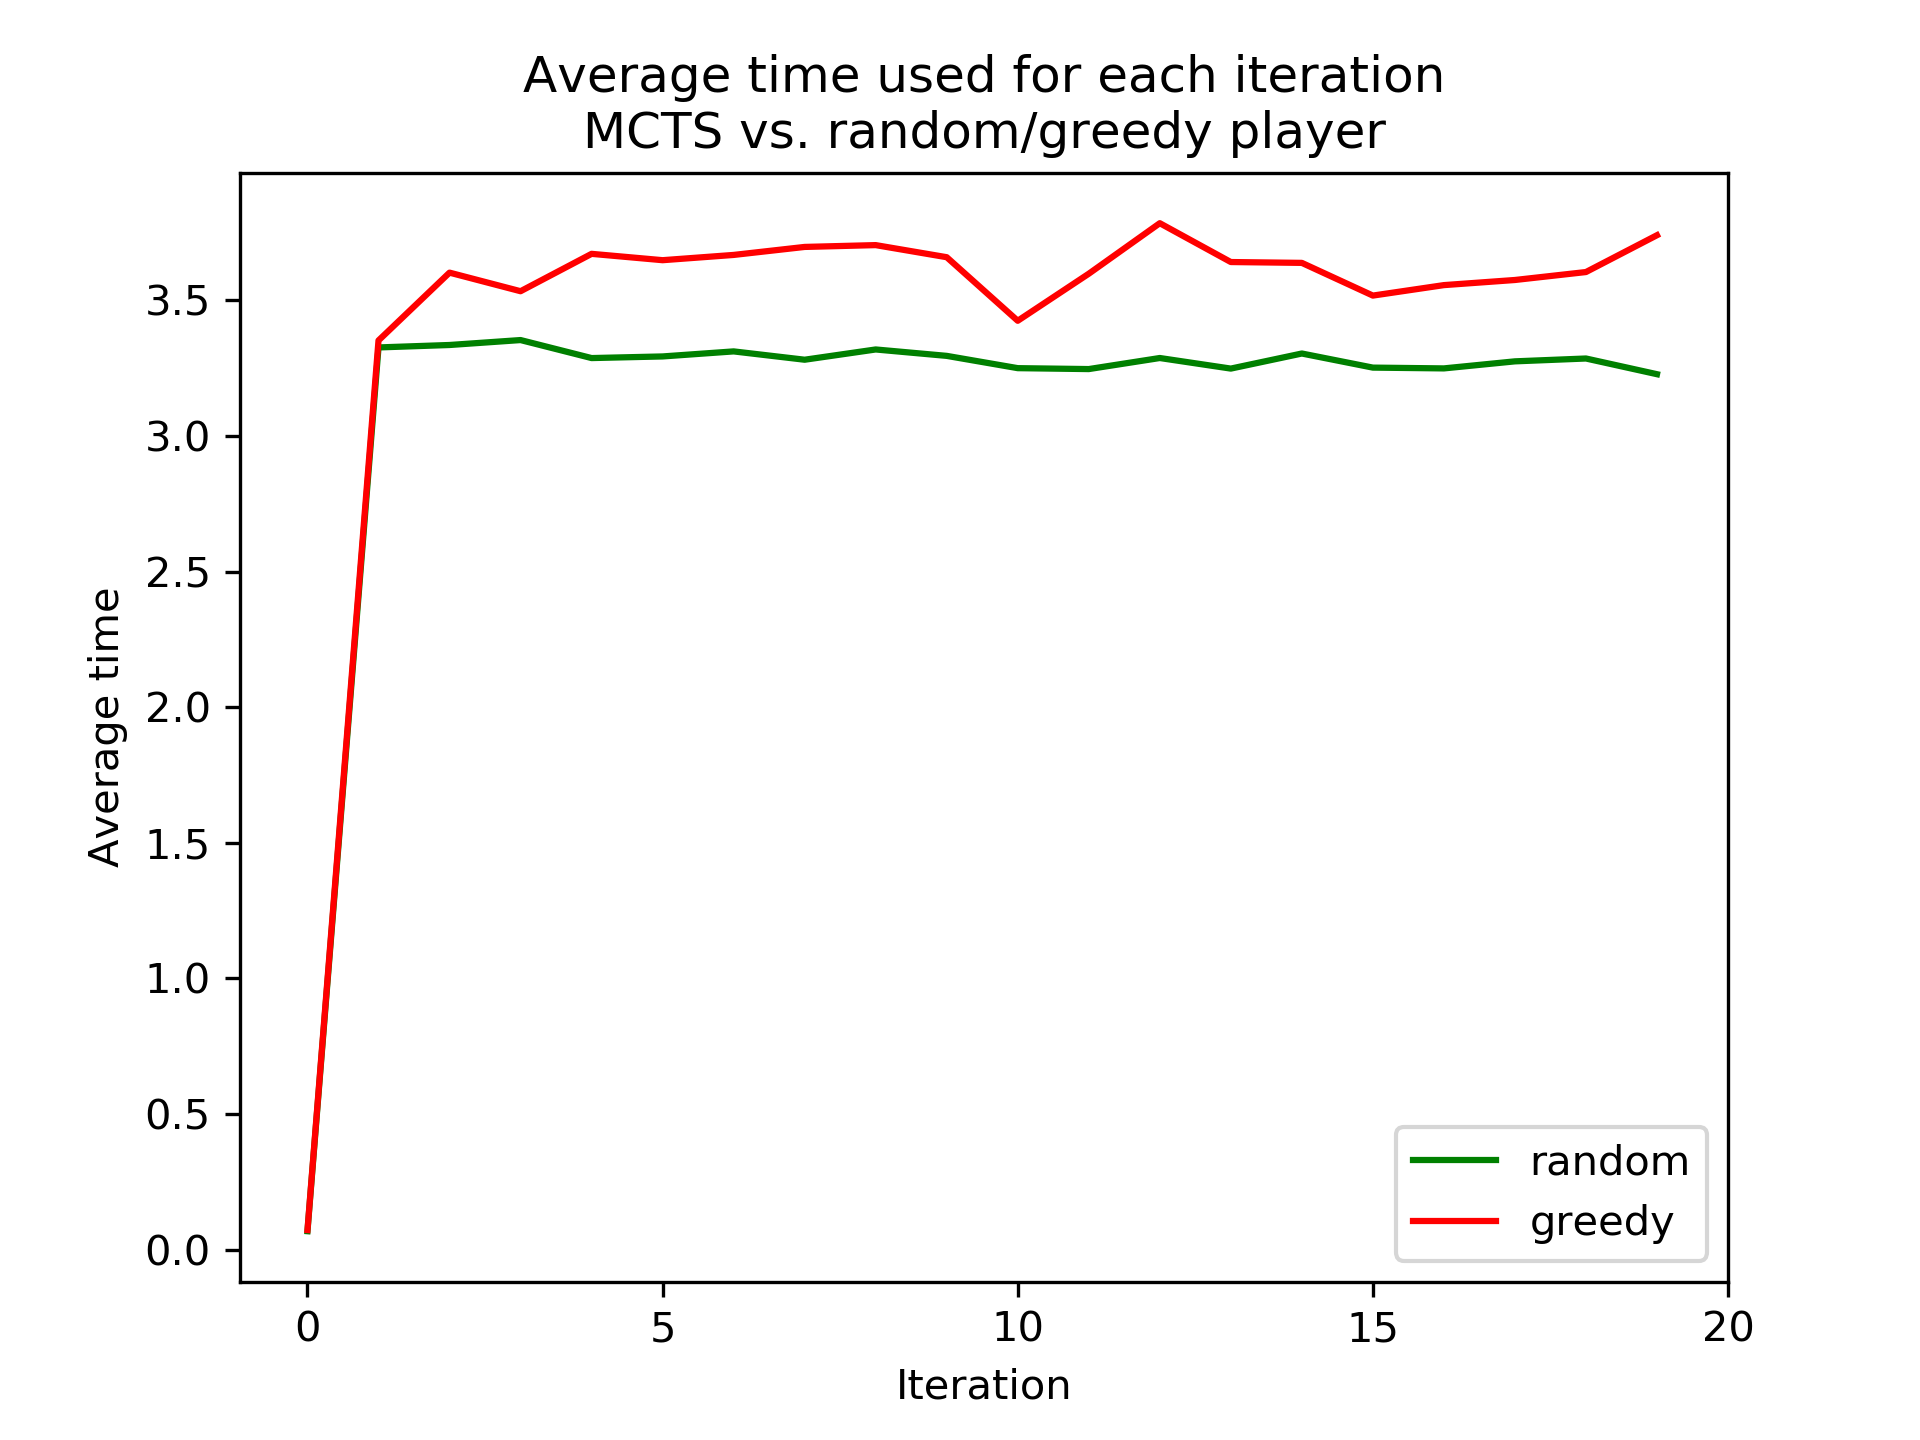 Average time used for each iteration
MCTS vs. random/greedy player
Average time
3.5
3.0
2.5
2.0
1.5
1.0
0.5
0.0
random
greedy
0 5 10 15 20
Iteration